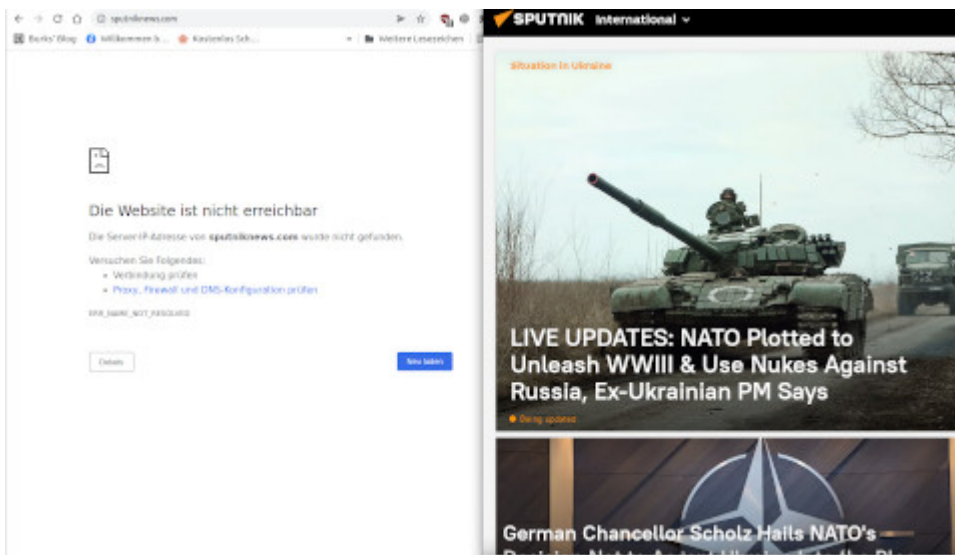 sputniknews.com
Burks' Blog Willkommen b... Kostenlos Sch... Weitere Lesezeichen
Die Website ist nicht erreichbar
Die Server-IP-Adresse von sputniknews.com wurde nicht gefunden.
Versuchen Sie Folgendes:
Verbindung prüfen
Proxy, Firewall und DNS-Konfiguration prüfen
ERR_NAME_NOT_RESOLVED
Details
Neu laden
SPUTNIK International
Situation in Ukraine
LIVE UPDATES: NATO Plotted to
Unleash WWIII & Use Nukes Against
Russia, Ex-Ukrainian PM Says
Being updated
German Chancellor Scholz Hails NATO's